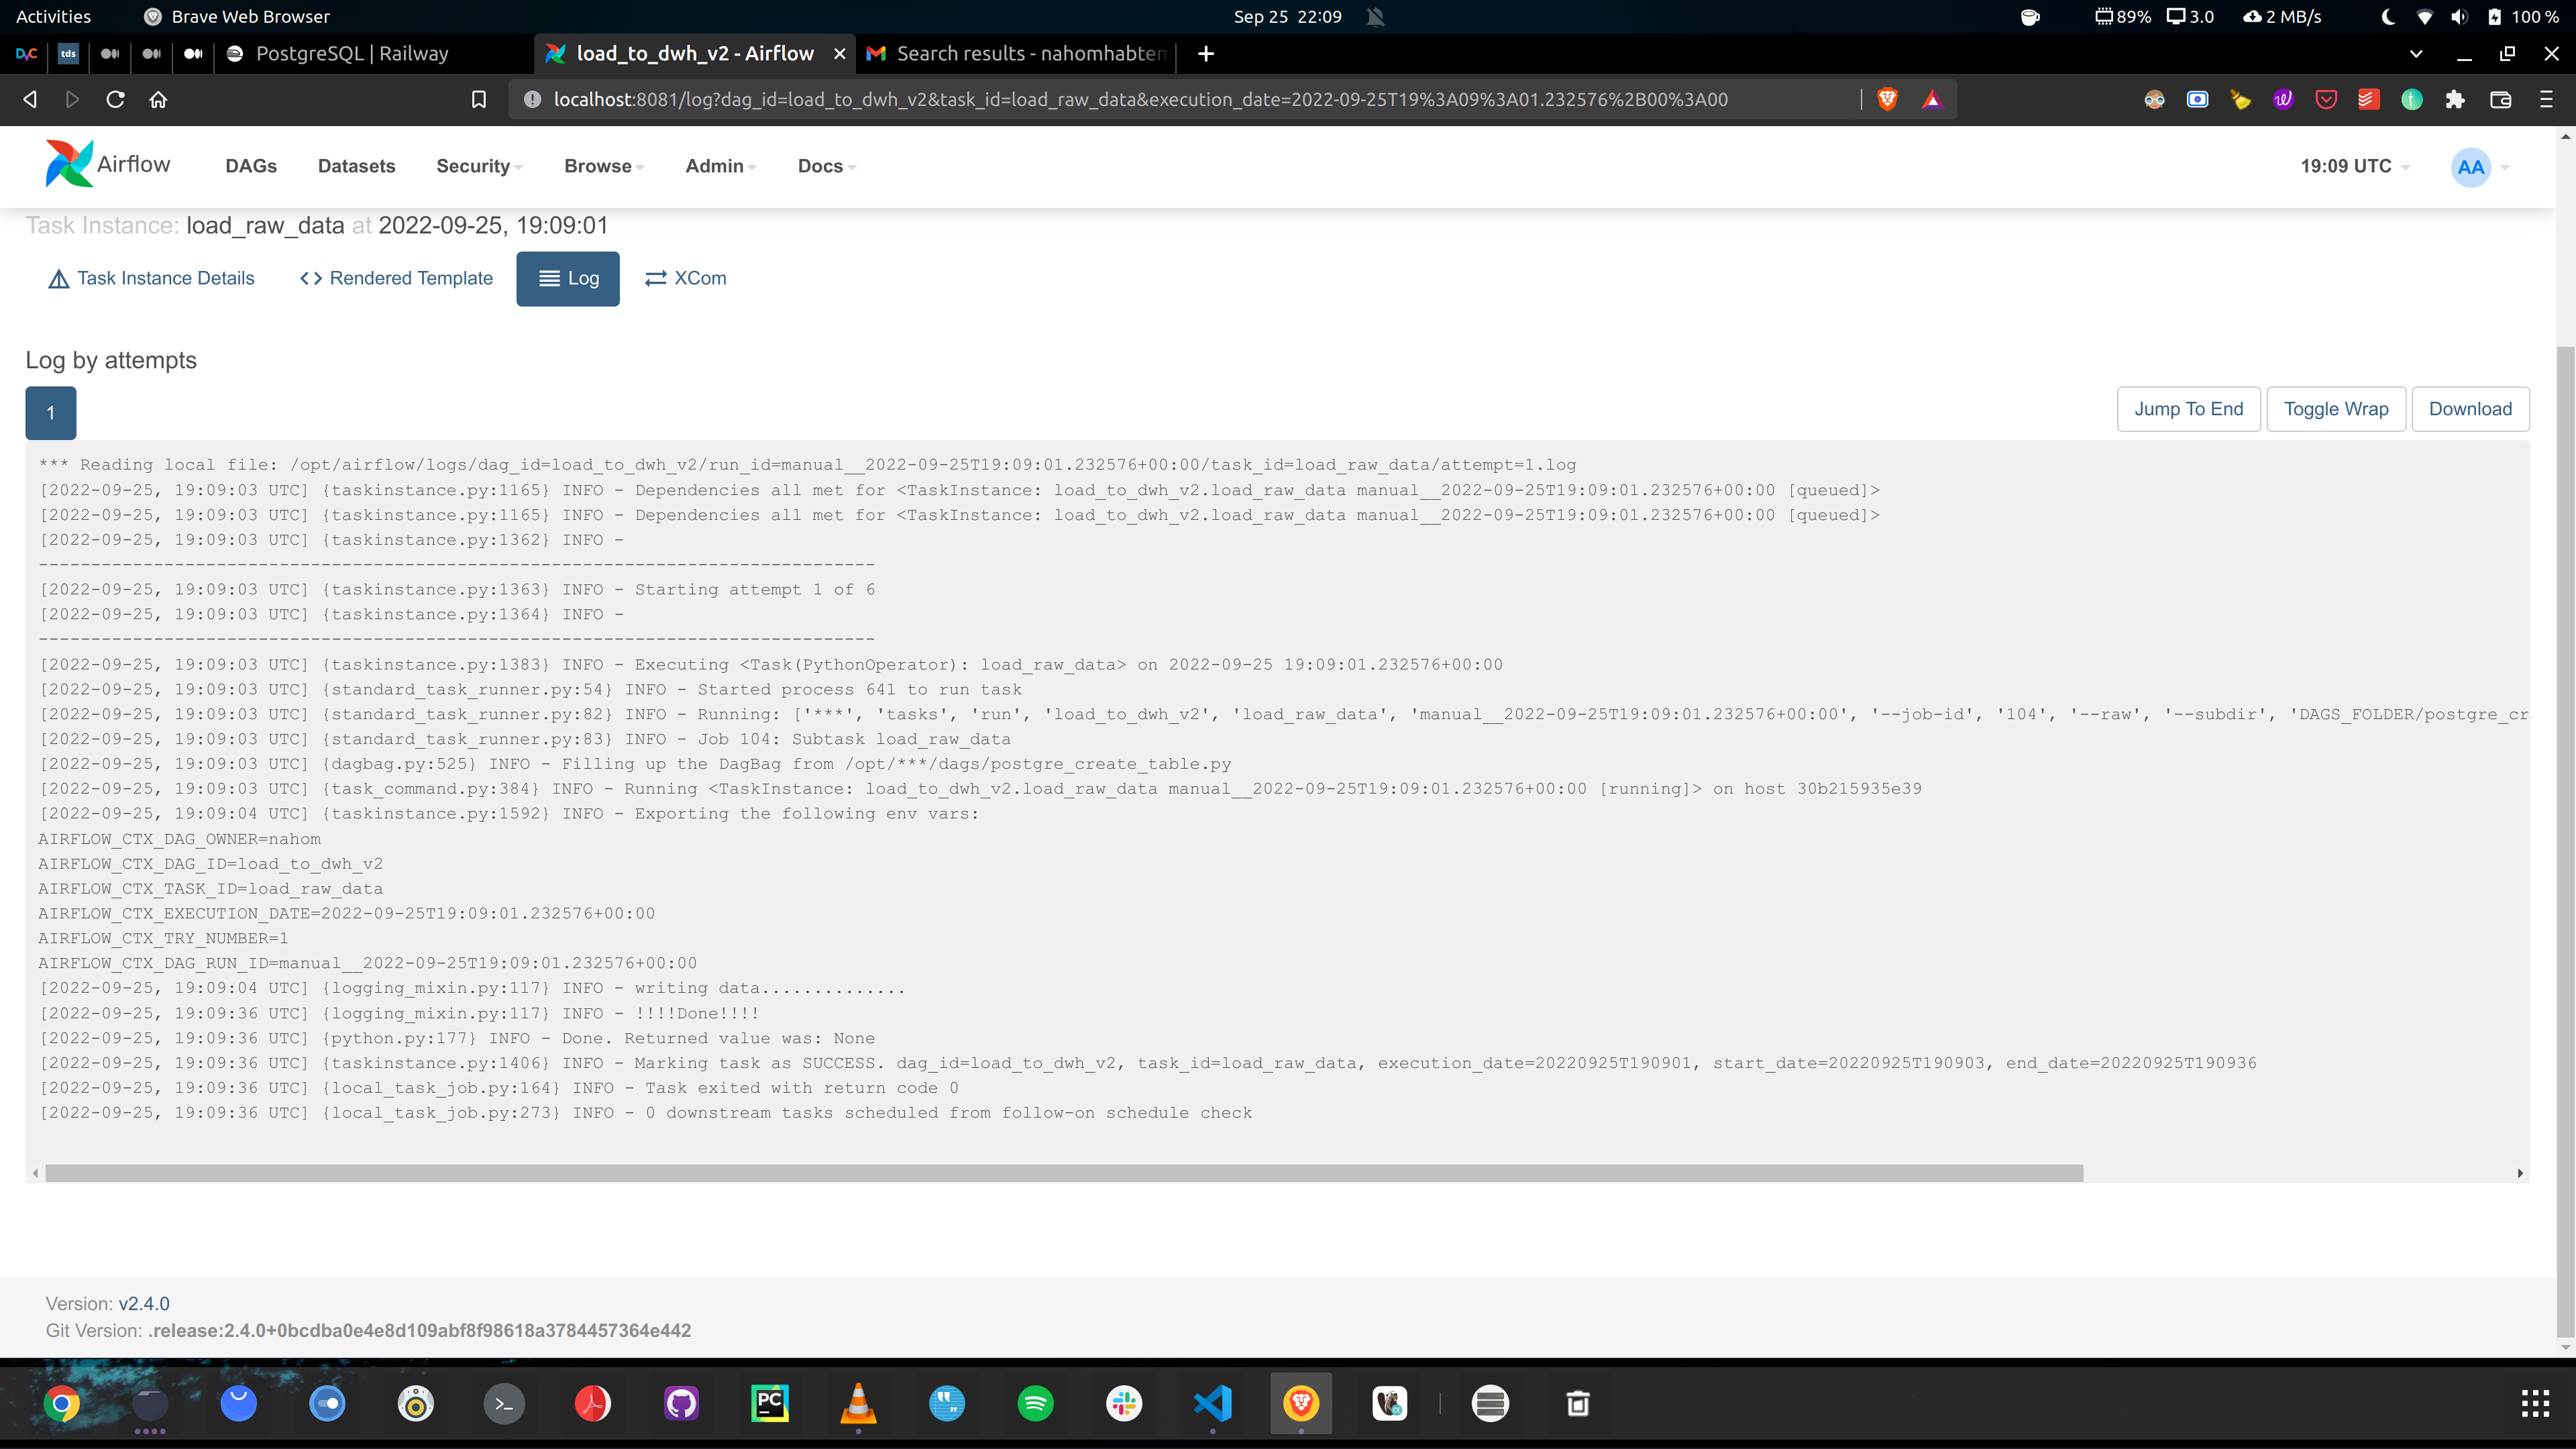 Activities Brave Web Browser Sep 25 22:09 89% 3.0 2 MB/s 100 %
DVC tds PostgreSQL | Railway load_to_dwh_v2 - Airflow Search results - nahomhabtem
localhost:8081/log?dag_id=load_to_dwh_v2&task_id=load_raw_data&execution_date=2022-09-25T19%3A09%3A01.232576%2B00%3A00
Airflow DAGs Datasets Security Browse Admin Docs 19:09 UTC AA
Task Instance: load_raw_data at 2022-09-25, 19:09:01
Task Instance Details <> Rendered Template Log XCom
Log by attempts
1 Jump To End Toggle Wrap Download
*** Reading local file: /opt/airflow/logs/dag_id=load_to_dwh_v2/run_id=manual__2022-09-25T19:09:01.232576+00:00/task_id=load_raw_data/attempt=1.log
[2022-09-25, 19:09:03 UTC] {taskinstance.py:1165} INFO - Dependencies all met for <TaskInstance: load_to_dwh_v2.load_raw_data manual__2022-09-25T19:09:01.232576+00:00 [queued]>
[2022-09-25, 19:09:03 UTC] {taskinstance.py:1165} INFO - Dependencies all met for <TaskInstance: load_to_dwh_v2.load_raw_data manual__2022-09-25T19:09:01.232576+00:00 [queued]>
[2022-09-25, 19:09:03 UTC] {taskinstance.py:1362} INFO -
--------------------------------------------------------------------------------
[2022-09-25, 19:09:03 UTC] {taskinstance.py:1363} INFO - Starting attempt 1 of 6
[2022-09-25, 19:09:03 UTC] {taskinstance.py:1364} INFO -
--------------------------------------------------------------------------------
[2022-09-25, 19:09:03 UTC] {taskinstance.py:1383} INFO - Executing <Task(PythonOperator): load_raw_data> on 2022-09-25 19:09:01.232576+00:00
[2022-09-25, 19:09:03 UTC] {standard_task_runner.py:54} INFO - Started process 641 to run task
[2022-09-25, 19:09:03 UTC] {standard_task_runner.py:82} INFO - Running: ['***', 'tasks', 'run', 'load_to_dwh_v2', 'load_raw_data', 'manual__2022-09-25T19:09:01.232576+00:00', '--job-id', '104', '--raw', '--subdir', 'DAGS_FOLDER/postgre_cr
[2022-09-25, 19:09:03 UTC] {standard_task_runner.py:83} INFO - Job 104: Subtask load_raw_data
[2022-09-25, 19:09:03 UTC] {dagbag.py:525} INFO - Filling up the DagBag from /opt/***/dags/postgre_create_table.py
[2022-09-25, 19:09:03 UTC] {task_command.py:384} INFO - Running <TaskInstance: load_to_dwh_v2.load_raw_data manual__2022-09-25T19:09:01.232576+00:00 [running]> on host 30b215935e39
[2022-09-25, 19:09:04 UTC] {taskinstance.py:1592} INFO - Exporting the following env vars:
AIRFLOW_CTX_DAG_OWNER=nahom
AIRFLOW_CTX_DAG_ID=load_to_dwh_v2
AIRFLOW_CTX_TASK_ID=load_raw_data
AIRFLOW_CTX_EXECUTION_DATE=2022-09-25T19:09:01.232576+00:00
AIRFLOW_CTX_TRY_NUMBER=1
AIRFLOW_CTX_DAG_RUN_ID=manual__2022-09-25T19:09:01.232576+00:00
[2022-09-25, 19:09:04 UTC] {logging_mixin.py:117} INFO - writing data..............
[2022-09-25, 19:09:36 UTC] {logging_mixin.py:117} INFO - !!!!Done!!!!
[2022-09-25, 19:09:36 UTC] {python.py:177} INFO - Done. Returned value was: None
[2022-09-25, 19:09:36 UTC] {taskinstance.py:1406} INFO - Marking task as SUCCESS. dag_id=load_to_dwh_v2, task_id=load_raw_data, execution_date=20220925T190901, start_date=20220925T190903, end_date=20220925T190936
[2022-09-25, 19:09:36 UTC] {local_task_job.py:164} INFO - Task exited with return code 0
[2022-09-25, 19:09:36 UTC] {local_task_job.py:273} INFO - 0 downstream tasks scheduled from follow-on schedule check
Version: v2.4.0
Git Version: .release:2.4.0+0bcdba0e4e8d109abf8f98618a3784457364e442
PC